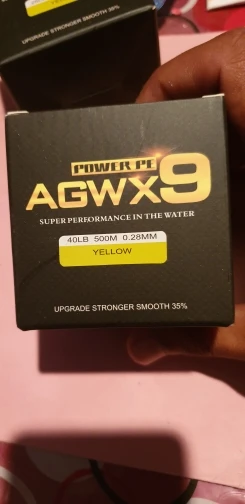 UPGRADE STRONGER SMOOTH 35%
POWER PE
AGWX9
SUPER PERFORMANCE IN THE WATER
40LB 500M 0.28MM
YELLOW
UPGRADE STRONGER SMOOTH 35%